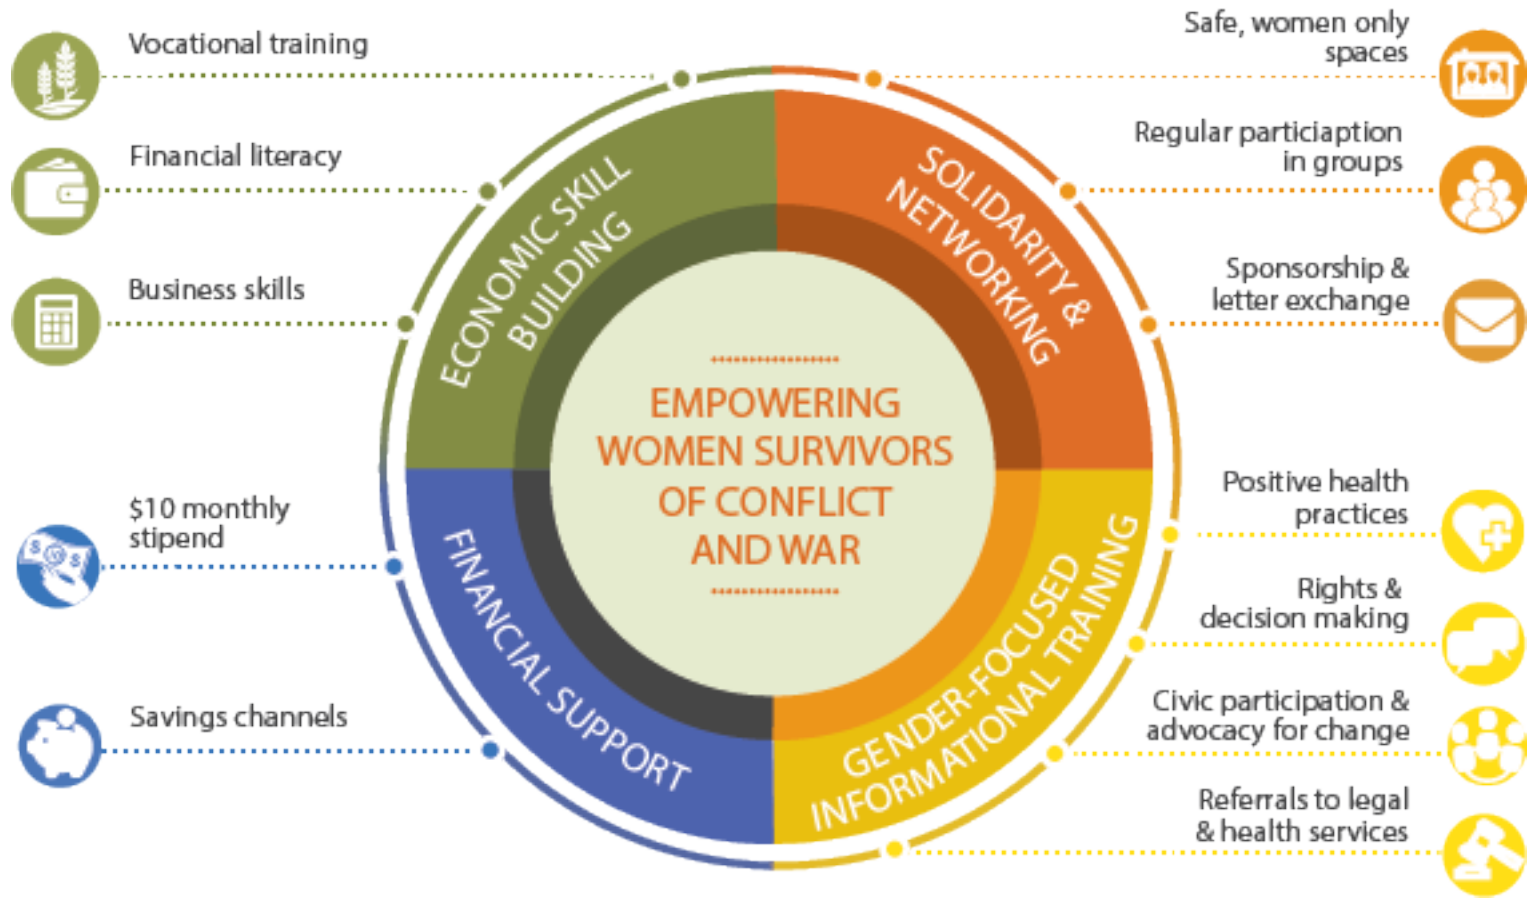 Vocational training
Financial literacy
Business skills
$10 monthly
stipend
Savings channels
ECONOMIC SKILL
BUILDING
SOLIDARITY &
NETWORKING
FINANCIAL SUPPORT
GENDER-FOCUSED
INFORMATIONAL TRAINING
EMPOWERING
WOMEN SURVIVORS
OF CONFLICT
AND WAR
Safe, women only
spaces
Regular particiaption
in groups
Sponsorship &
letter exchange
Positive health
practices
Rights &
decision making
Civic participation &
advocacy for change
Referrals to legal
& health services